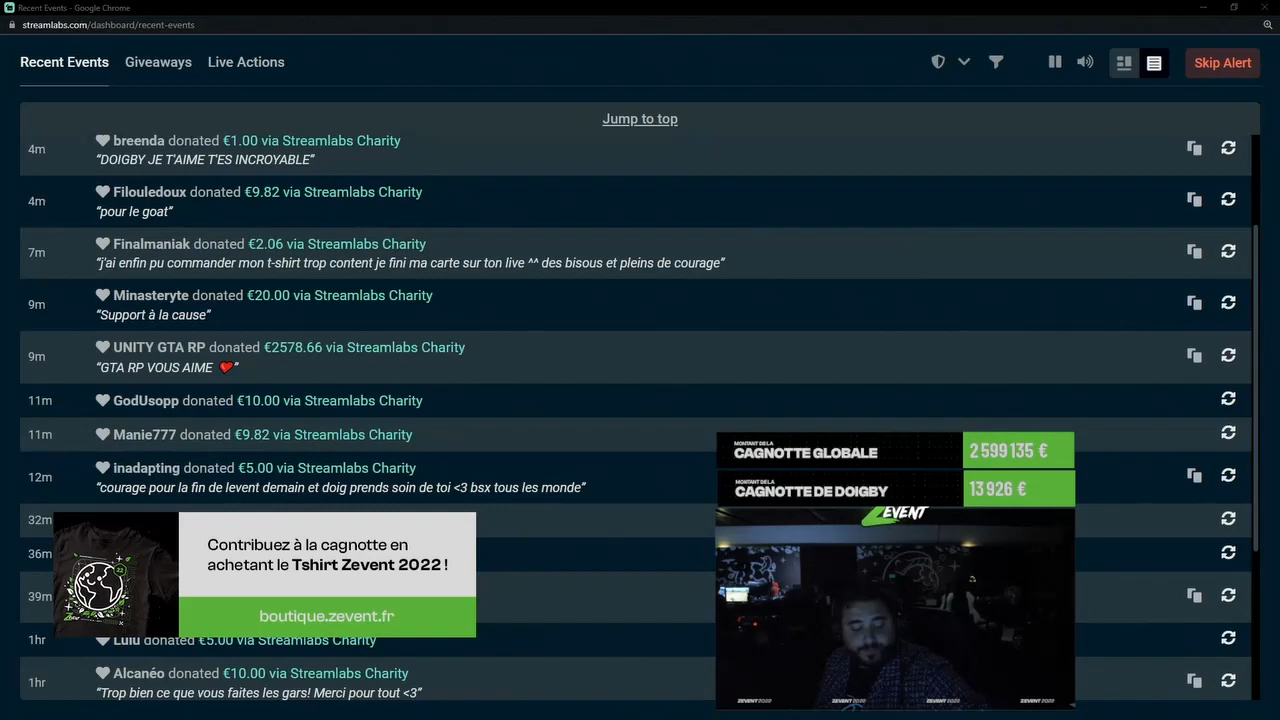 Recent Events - Google Chrome
streamlabs.com/dashboard/recent-events
Recent Events Giveaways Live Actions Skip Alert
Jump to top
4m breenda donated €1.00 via Streamlabs Charity
“DOIGBY JE T'AIME T'ES INCROYABLE”
4m Filouledoux donated €9.82 via Streamlabs Charity
“pour le goat”
7m Finalmaniak donated €2.06 via Streamlabs Charity
“j'ai enfin pu commander mon t-shirt trop content je fini ma carte sur ton live ^^ des bisous et pleins de courage”
9m Minasteryte donated €20.00 via Streamlabs Charity
“Support à la cause”
9m UNITY GTA RP donated €2578.66 via Streamlabs Charity
“GTA RP VOUS AIME ❤️”
11m GodUsopp donated €10.00 via Streamlabs Charity
11m Manie777 donated €9.82 via Streamlabs Charity
12m inadapting donated €5.00 via Streamlabs Charity
“courage pour la fin de levent demain et doig prends soin de toi <3 bsx tous les monde”
32m
36m
39m
1hr Lulu donated €5.00 via Streamlabs Charity
1hr Alcanéo donated €10.00 via Streamlabs Charity
“Trop bien ce que vous faites les gars! Merci pour tout <3”
Contribuez à la cagnotte en
achetant le Tshirt Zevent 2022 !
boutique.zevent.fr
MONTANT DE LA
CAGNOTTE GLOBALE 2 599 135 €
MONTANT DE LA
CAGNOTTE DE DOIGBY 13 926 €
ZEVENT
ZEVENT 2022 ZEVENT 2022 ZEVENT 2022 ZEVENT 2022